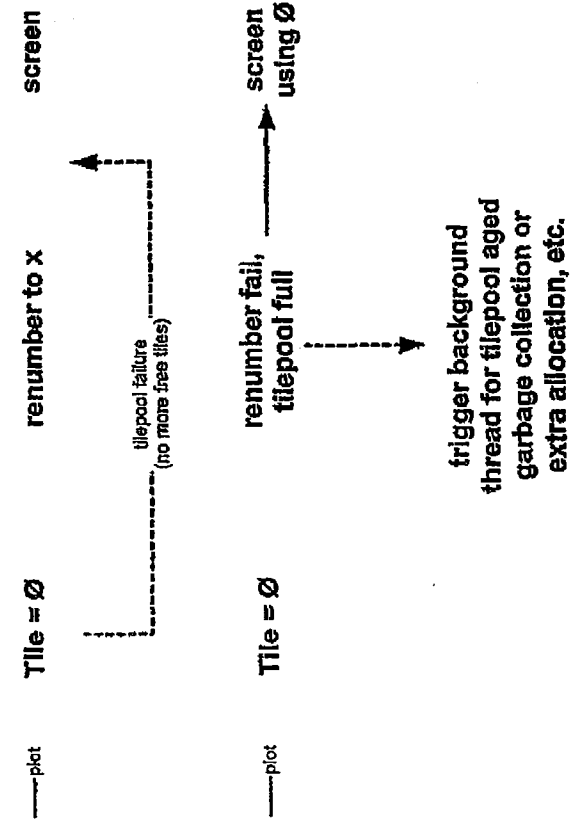 plot
Tile = Ø
renumber to x
screen
tilepool failure
(no more free tiles)
plot
Tile = Ø
renumber fail,
tilepool full
screen
using Ø
trigger background
thread for tilepool aged
garbage collection or
extra allocation, etc.